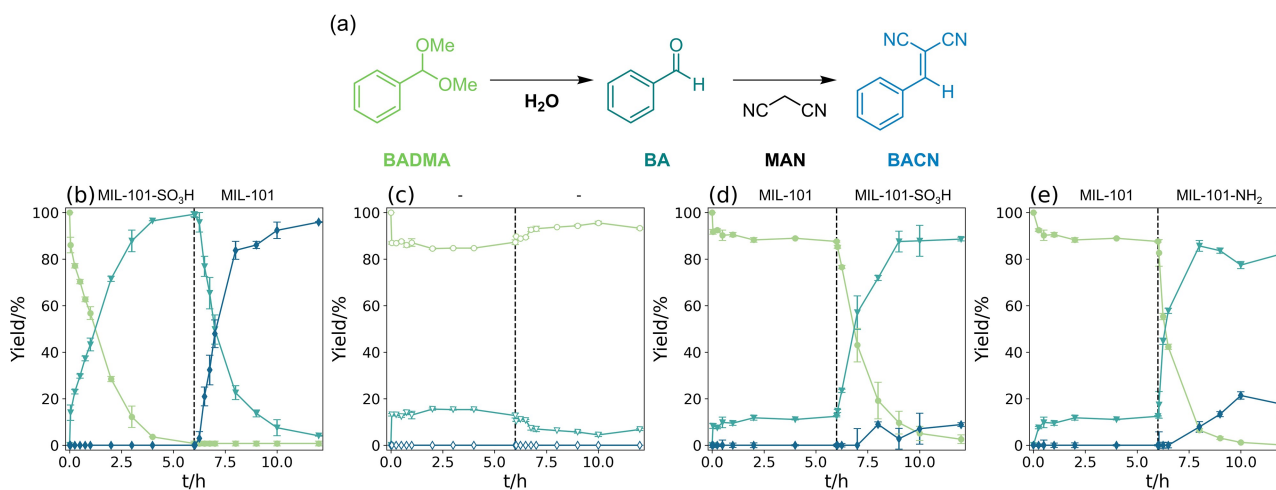 (a)
OMe
OMe
H₂O
O
H
NC CN
NC CN
H
BADMA BA MAN BACN
(b) MIL-101-SO₃H MIL-101
(c) - -
(d) MIL-101 MIL-101-SO₃H
(e) MIL-101 MIL-101-NH₂
Yield/% 100 80 60 40 20 0
0.0 2.5 5.0 7.5 10.0
t/h
Yield/% 100 80 60 40 20 0
0.0 2.5 5.0 7.5 10.0
t/h
Yield/% 100 80 60 40 20 0
0.0 2.5 5.0 7.5 10.0
t/h
Yield/% 100 80 60 40 20 0
0.0 2.5 5.0 7.5 10.0
t/h